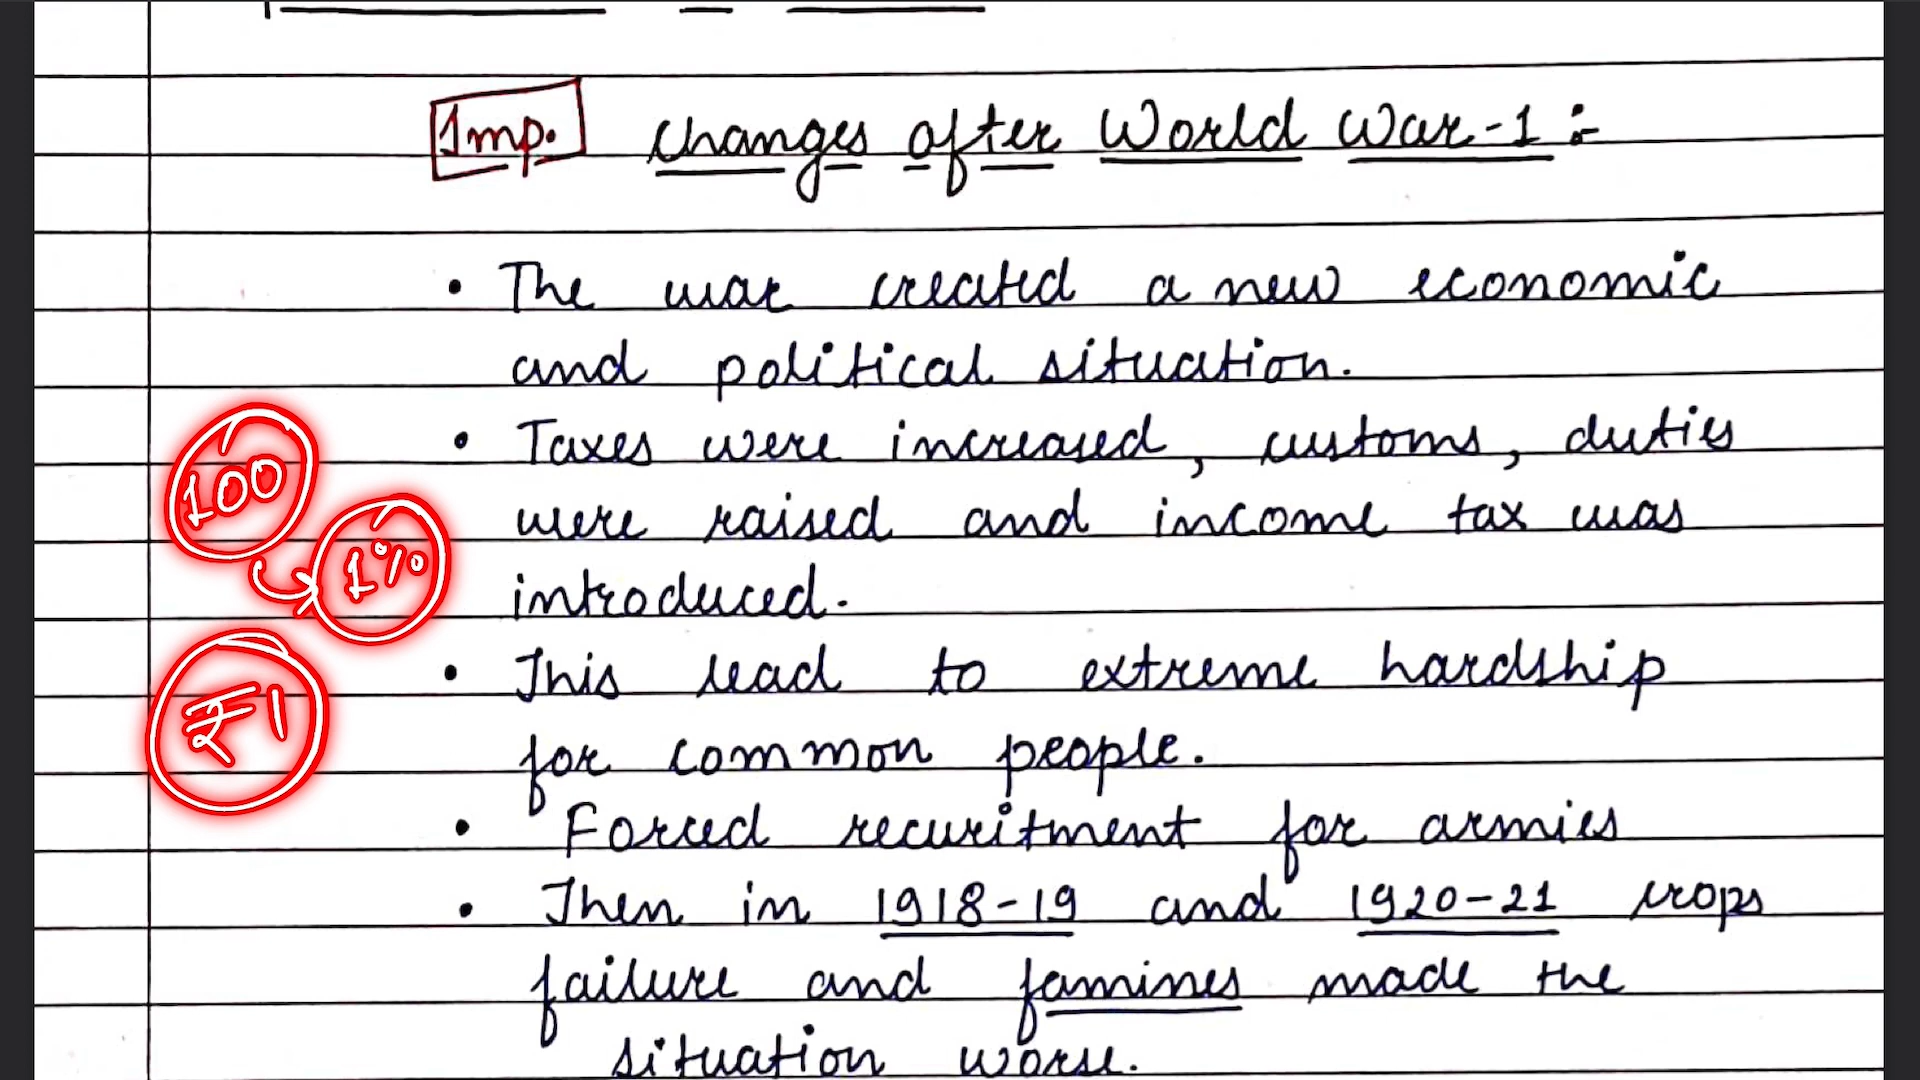 Imp. Changes after World War-1 :-
• The war created a new economic
and political situation.
• Taxes were increased, customs, duties
were raised and income tax was
introduced.
100
1%
₹1
• This lead to extreme hardship
for common people.
• Forced recuritment for armies
• Then in 1918-19 and 1920-21 crops
failure and famines made the
situation worse.